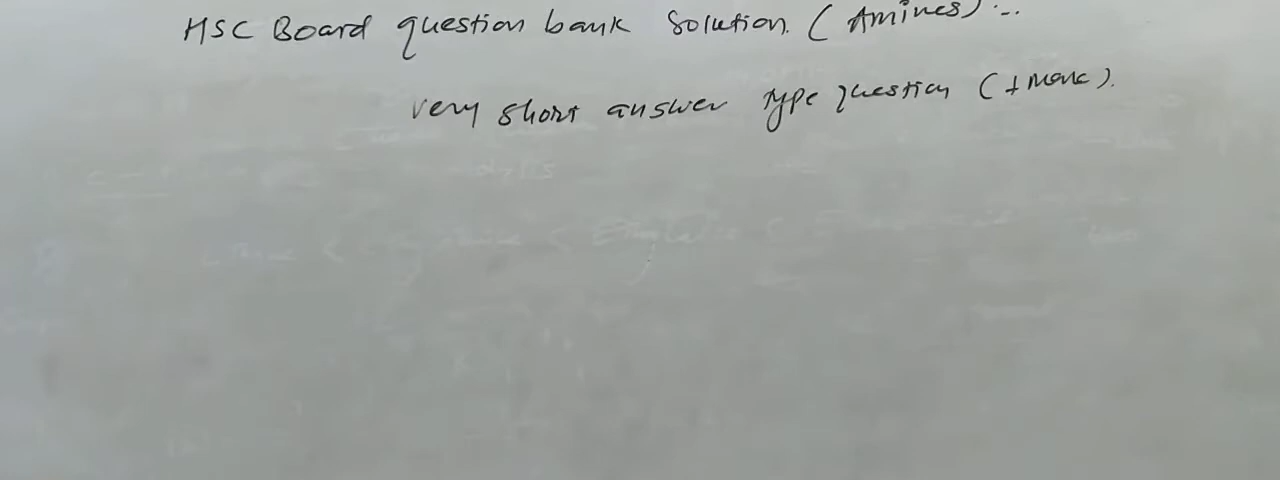 HSC Board question bank Solution. (Amines)...
very short answer type question (1 Mark).